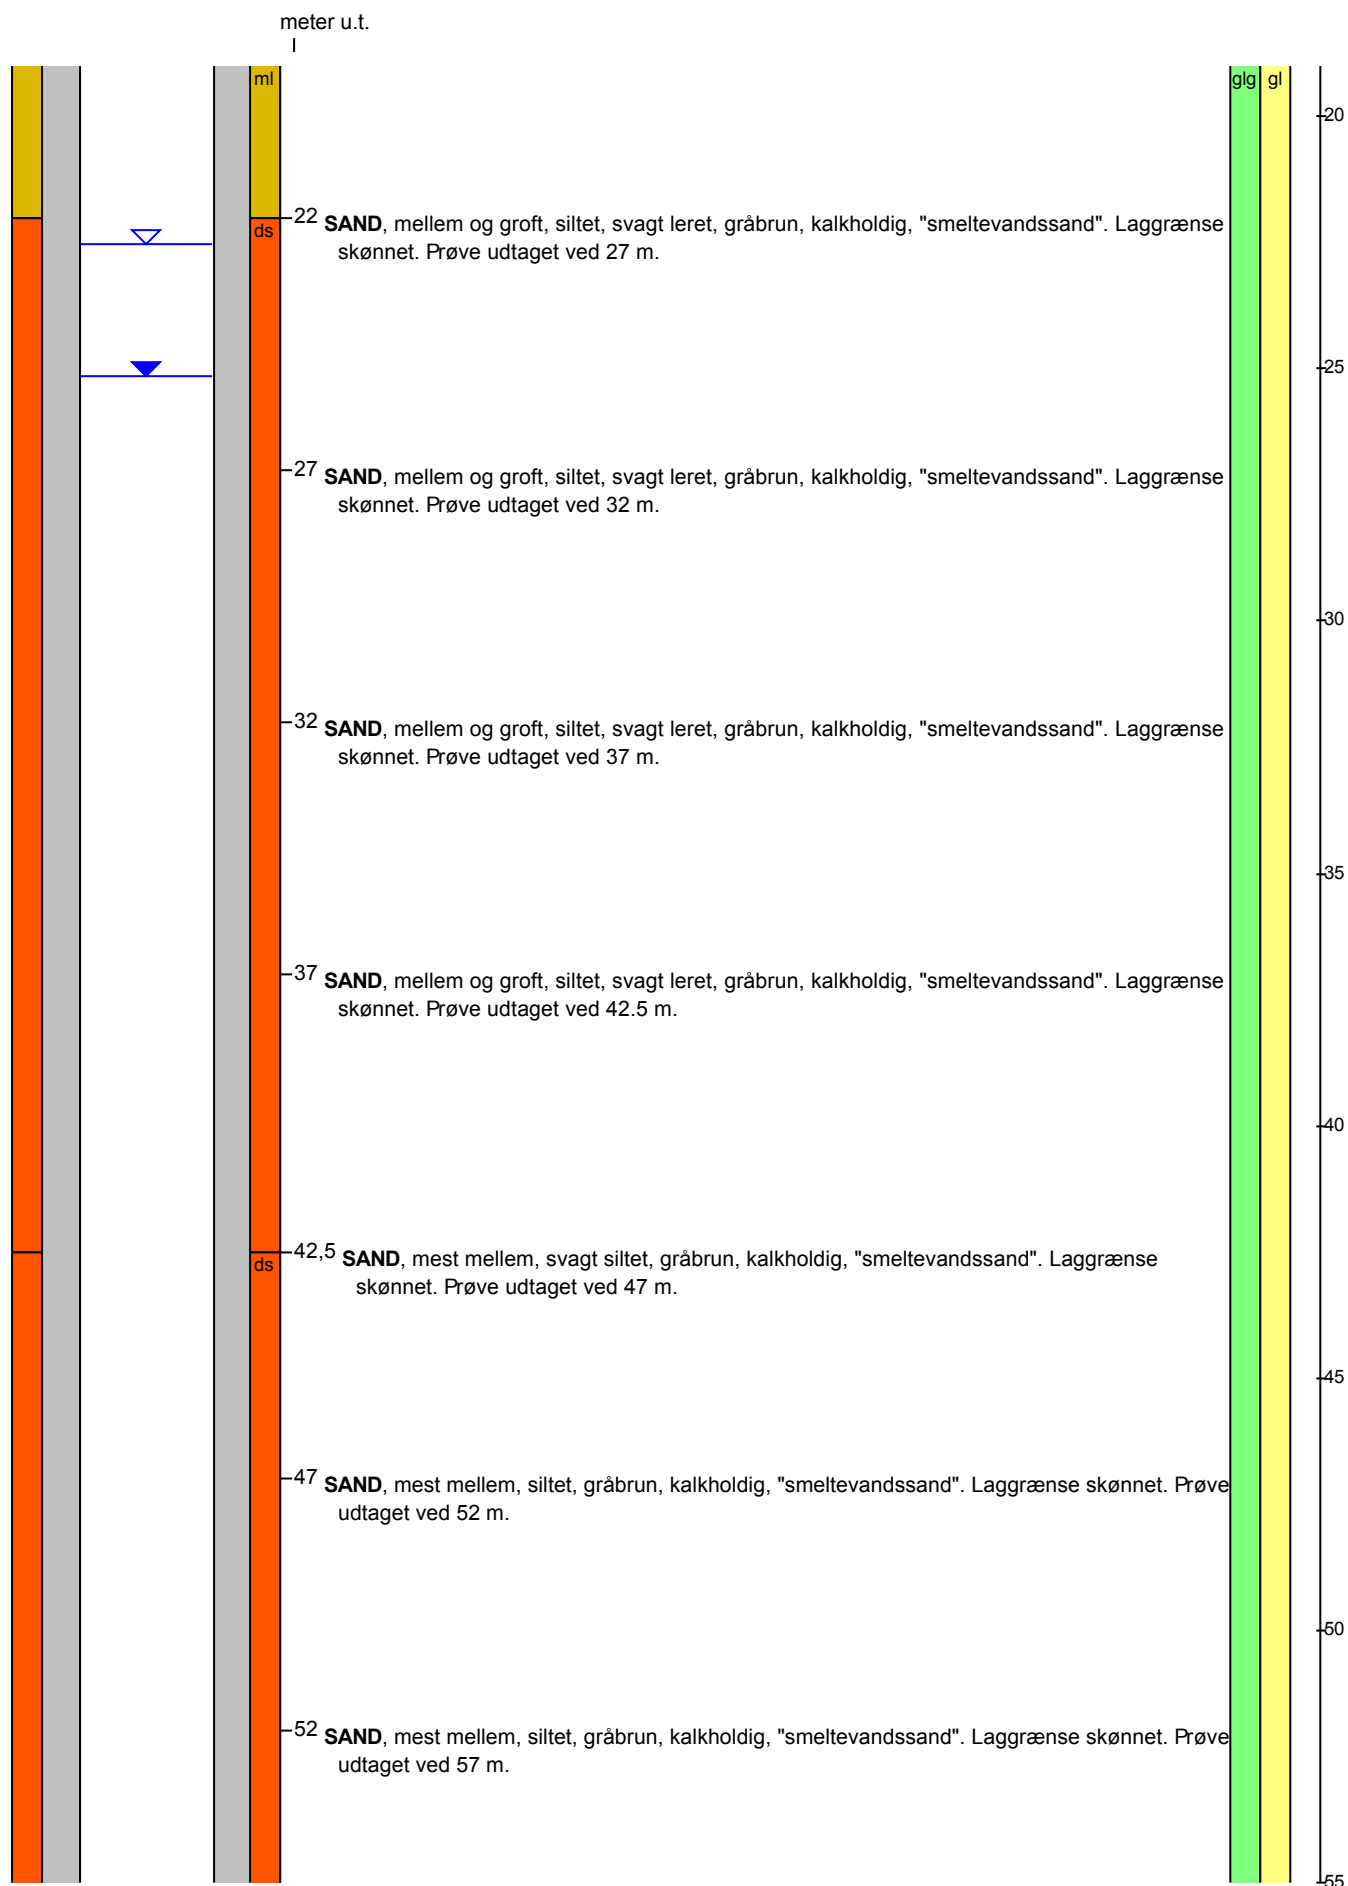 meter u.t.
ml
glg gl
20
22 SAND, mellem og groft, siltet, svagt leret, gråbrun, kalkholdig, "smeltevandssand". Laggrænse
ds
skønnet. Prøve udtaget ved 27 m.
25
27 SAND, mellem og groft, siltet, svagt leret, gråbrun, kalkholdig, "smeltevandssand". Laggrænse
skønnet. Prøve udtaget ved 32 m.
30
32 SAND, mellem og groft, siltet, svagt leret, gråbrun, kalkholdig, "smeltevandssand". Laggrænse
skønnet. Prøve udtaget ved 37 m.
35
37 SAND, mellem og groft, siltet, svagt leret, gråbrun, kalkholdig, "smeltevandssand". Laggrænse
skønnet. Prøve udtaget ved 42.5 m.
40
42,5 SAND, mest mellem, svagt siltet, gråbrun, kalkholdig, "smeltevandssand". Laggrænse
ds
skønnet. Prøve udtaget ved 47 m.
45
47 SAND, mest mellem, siltet, gråbrun, kalkholdig, "smeltevandssand". Laggrænse skønnet. Prøve
udtaget ved 52 m.
50
52 SAND, mest mellem, siltet, gråbrun, kalkholdig, "smeltevandssand". Laggrænse skønnet. Prøve
udtaget ved 57 m.
55